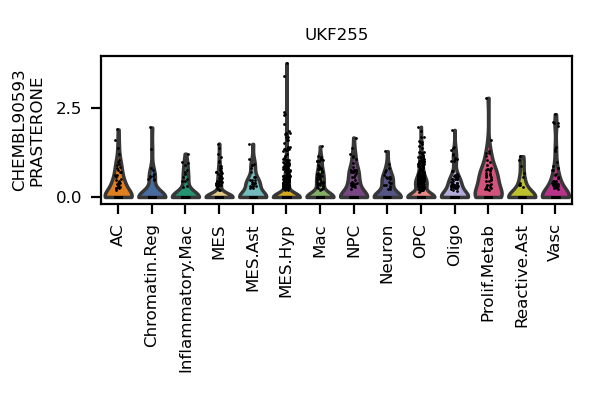 UKF255
CHEMBL90593
PRASTERONE
2.5
0.0
AC
Chromatin.Reg
Inflammatory.Mac
MES
MES.Ast
MES.Hyp
Mac
NPC
Neuron
OPC
Oligo
Prolif.Metab
Reactive.Ast
Vasc